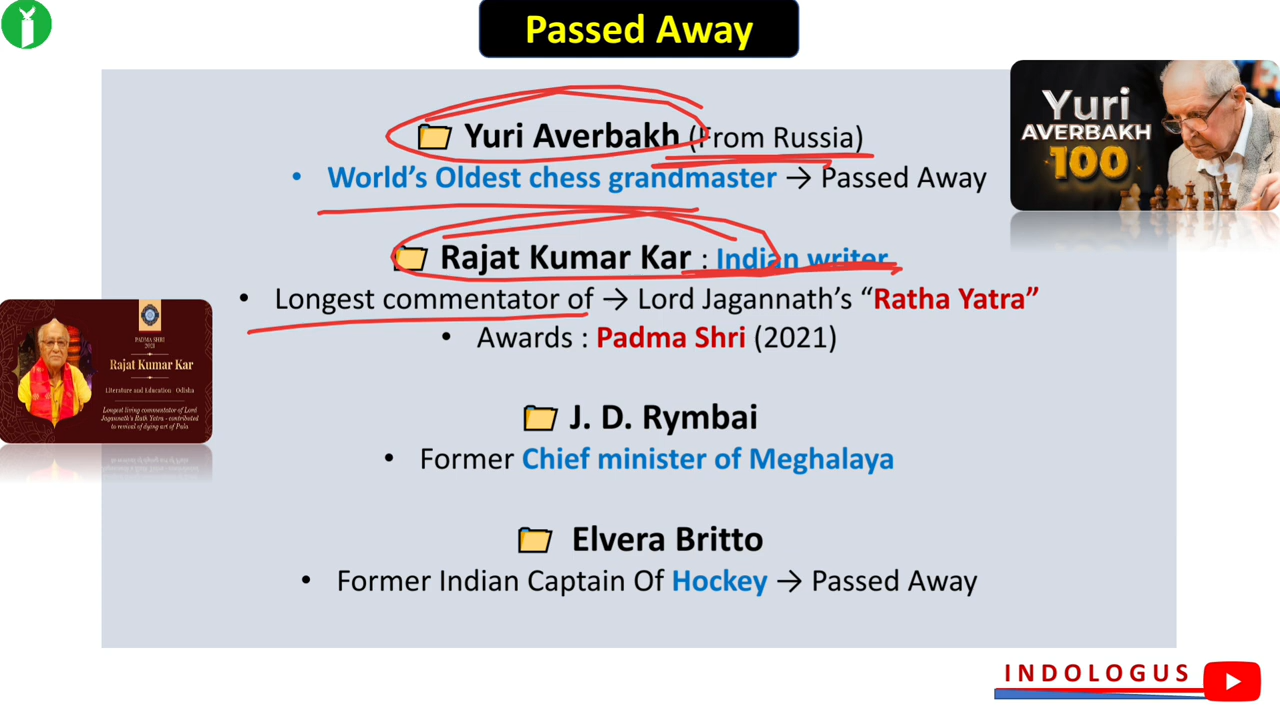 Passed Away
Yuri Averbakh (From Russia)
• World's Oldest chess grandmaster → Passed Away
Yuri
AVERBAKH
100
Rajat Kumar Kar : Indian writer
• Longest commentator of → Lord Jagannath's “Ratha Yatra”
• Awards : Padma Shri (2021)
PADMA SHRI
2021
Rajat Kumar Kar
Literature and Education Odisha
Longest living commentator of Lord
Jagannath's Rath Yatra - contributed
to revival of dying art of Pala
J. D. Rymbai
• Former Chief minister of Meghalaya
Elvera Britto
• Former Indian Captain Of Hockey → Passed Away
INDOLOGUS